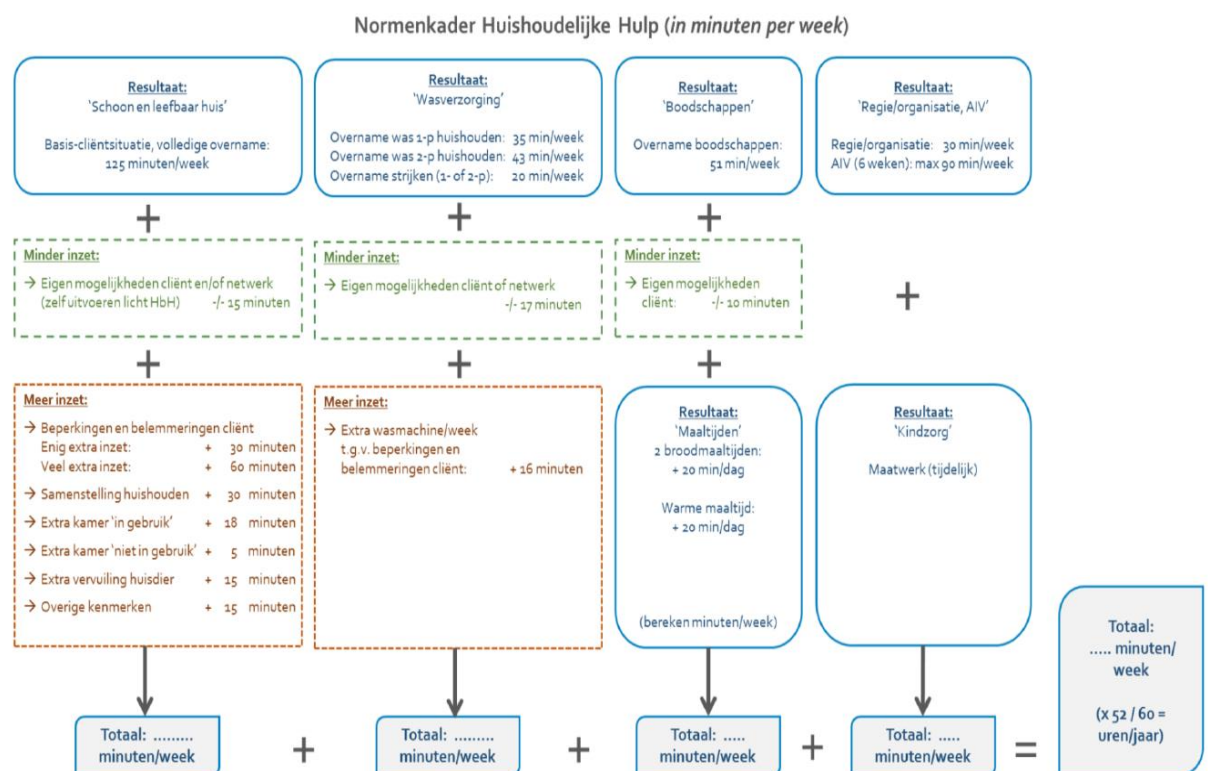 Normenkader Huishoudelijke Hulp (in minuten per week)
Resultaat:
'Schoon en leefbaar huis'
Basis-cliëntsituatie, volledige overname:
125 minuten/week
Resultaat:
'Wasverzorging'
Overname was 1-p huishouden: 35 min/week
Overname was 2-p huishouden: 43 min/week
Overname strijken (1- of 2-p): 20 min/week
Resultaat:
'Boodschappen'
Overname boodschappen:
51 min/week
Resultaat:
'Regie/organisatie, AIV'
Regie/organisatie: 30 min/week
AIV (6 weken): max 90 min/week
+
+
+
Minder inzet:
→ Eigen mogelijkheden cliënt en/of netwerk
(zelf uitvoeren licht HbH) -/- 15 minuten
Minder inzet:
→ Eigen mogelijkheden cliënt of netwerk
-/- 17 minuten
Minder inzet:
→ Eigen mogelijkheden
cliënt: -/- 10 minuten
+
+
+
+
Meer inzet:
→ Beperkingen en belemmeringen cliënt
Enig extra inzet: + 30 minuten
Veel extra inzet: + 60 minuten
→ Samenstelling huishouden + 30 minuten
→ Extra kamer 'in gebruik' + 18 minuten
→ Extra kamer 'niet in gebruik' + 5 minuten
→ Extra vervuiling huisdier + 15 minuten
→ Overige kenmerken + 15 minuten
Meer inzet:
→ Extra wasmachine/week
t.g.v. beperkingen en
belemmeringen cliënt: + 16 minuten
Resultaat:
'Maaltijden'
2 broodmaaltijden:
+ 20 min/dag
Warme maaltijd:
+ 20 min/dag
(bereken minuten/week)
Resultaat:
'Kindzorg'
Maatwerk (tijdelijk)
Totaal: .........
minuten/week
+
Totaal: .........
minuten/week
+
Totaal: .....
minuten/week
+
Totaal: .....
minuten/week
=
Totaal:
..... minuten/
week
(x 52 / 60 =
uren/jaar)